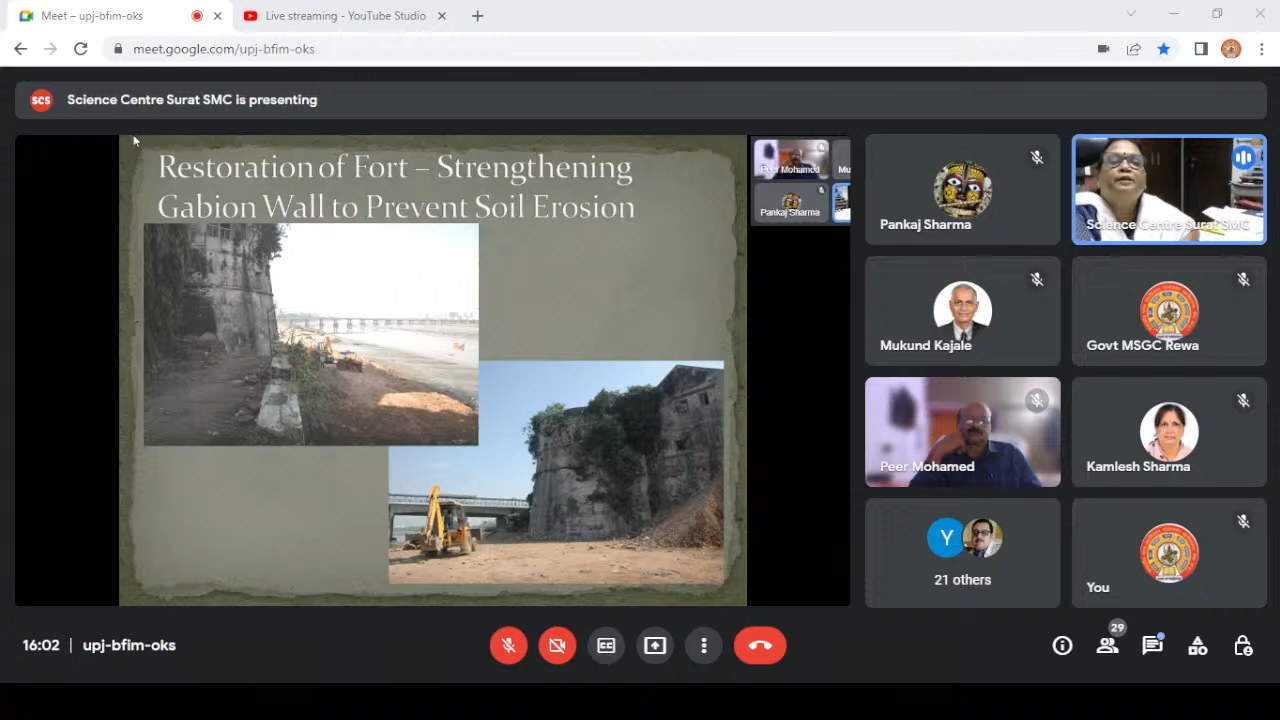 Meet – upj-bfim-oks
Live streaming - YouTube Studio
meet.google.com/upj-bfim-oks
SCS
Science Centre Surat SMC is presenting
Restoration of Fort – Strengthening
Gabion Wall to Prevent Soil Erosion
Peer Mohamed
Mu
Pankaj Sharma
Pankaj Sharma
Science Centre Surat SMC
Mukund Kajale
Govt MSGC Rewa
Peer Mohamed
Kamlesh Sharma
Y
21 others
You
16:02 | upj-bfim-oks
CC
29